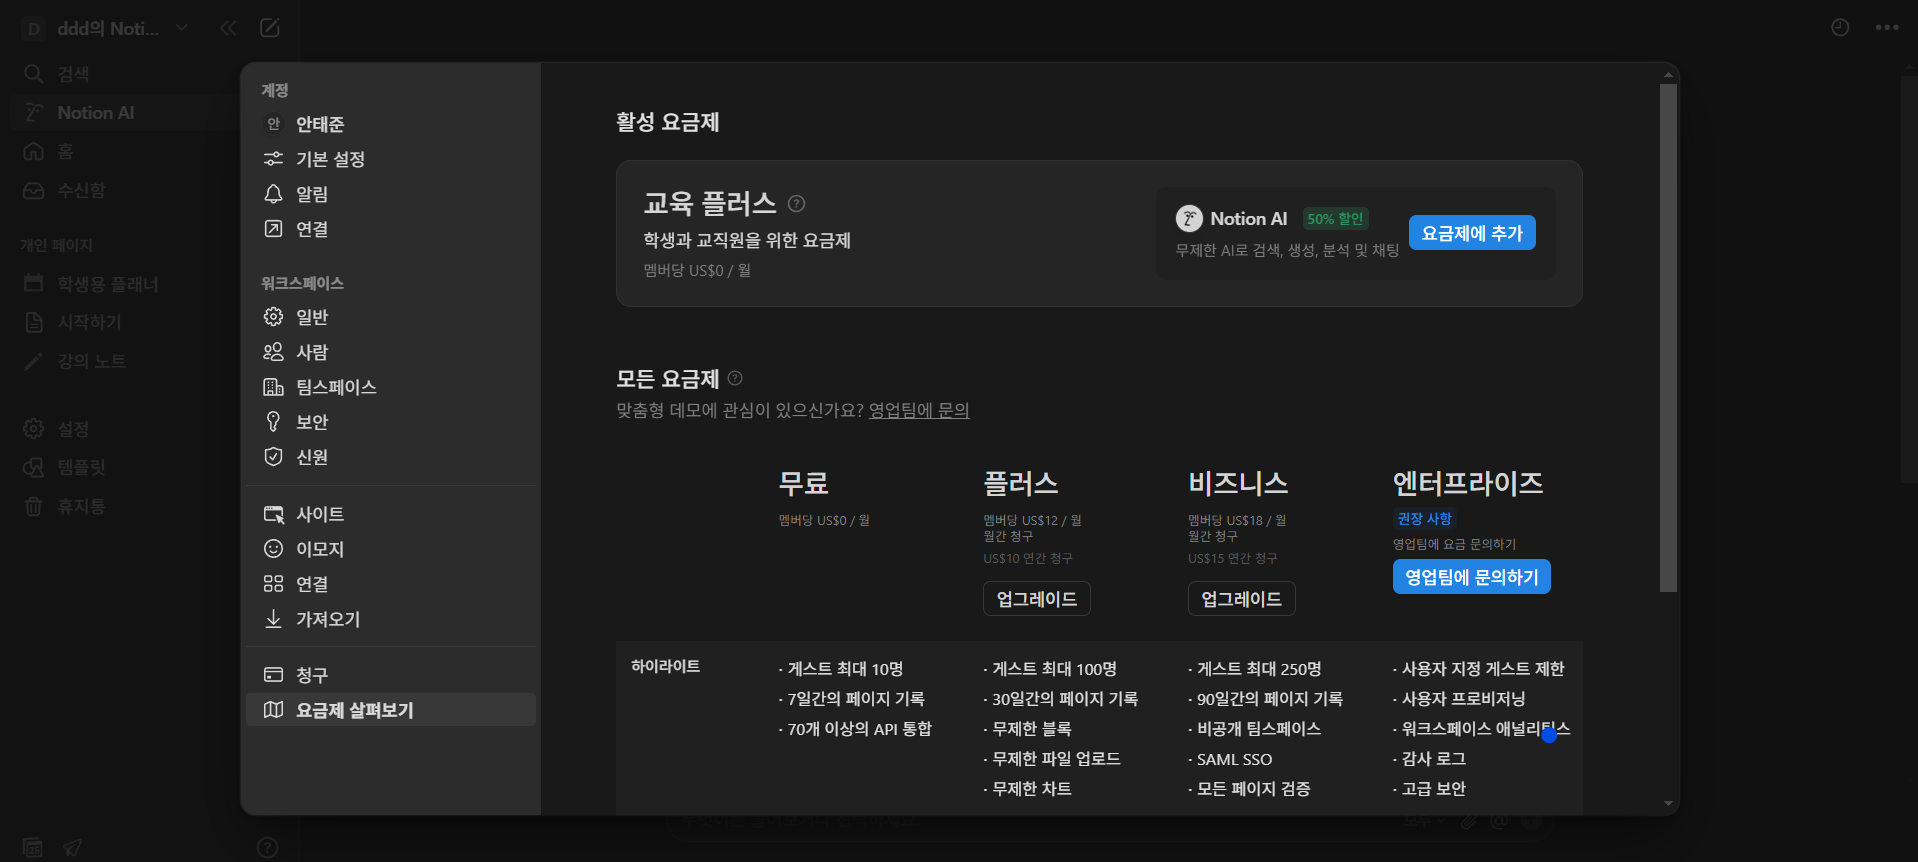 D ddd의 Noti...
검색
Notion AI
홈
수신함
개인 페이지
학생용 플래너
시작하기
강의 노트
설정
템플릿
휴지통
25
계정
안 안태준
기본 설정
알림
연결
워크스페이스
일반
사람
팀스페이스
보안
신원
사이트
이모지
연결
가져오기
청구
요금제 살펴보기
활성 요금제
교육 플러스
학생과 교직원을 위한 요금제
멤버당 US$0 / 월
Notion AI 50% 할인
무제한 AI로 검색, 생성, 분석 및 채팅
요금제에 추가
모든 요금제
맞춤형 데모에 관심이 있으신가요? 영업팀에 문의
무료
멤버당 US$0 / 월
플러스
멤버당 US$12 / 월
월간 청구
US$10 연간 청구
업그레이드
비즈니스
멤버당 US$18 / 월
월간 청구
US$15 연간 청구
업그레이드
엔터프라이즈
권장 사항
영업팀에 요금 문의하기
영업팀에 문의하기
하이라이트
· 게스트 최대 10명
· 7일간의 페이지 기록
· 70개 이상의 API 통합
· 게스트 최대 100명
· 30일간의 페이지 기록
· 무제한 블록
· 무제한 파일 업로드
· 무제한 차트
· 게스트 최대 250명
· 90일간의 페이지 기록
· 비공개 팀스페이스
· SAML SSO
· 모든 페이지 검증
· 사용자 지정 게스트 제한
· 사용자 프로비저닝
· 워크스페이스 애널리틱스
· 감사 로그
· 고급 보안